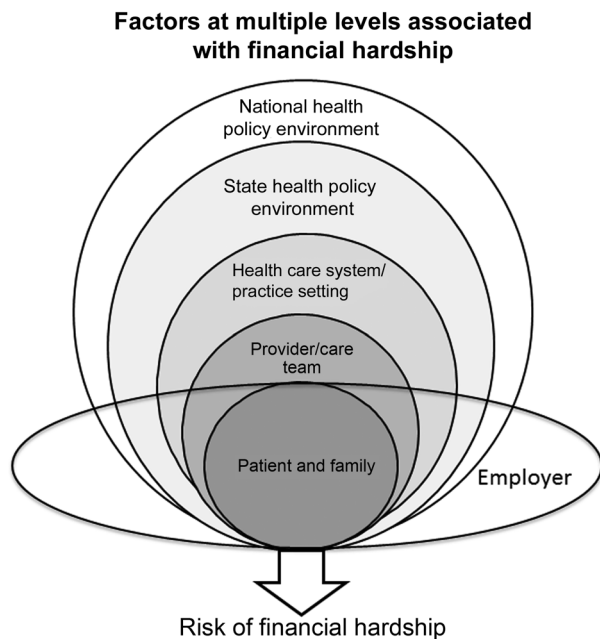 Factors at multiple levels associated
with financial hardship
National health
policy environment
State health policy
environment
Health care system/
practice setting
Provider/care
team
Patient and family
Employer
Risk of financial hardship